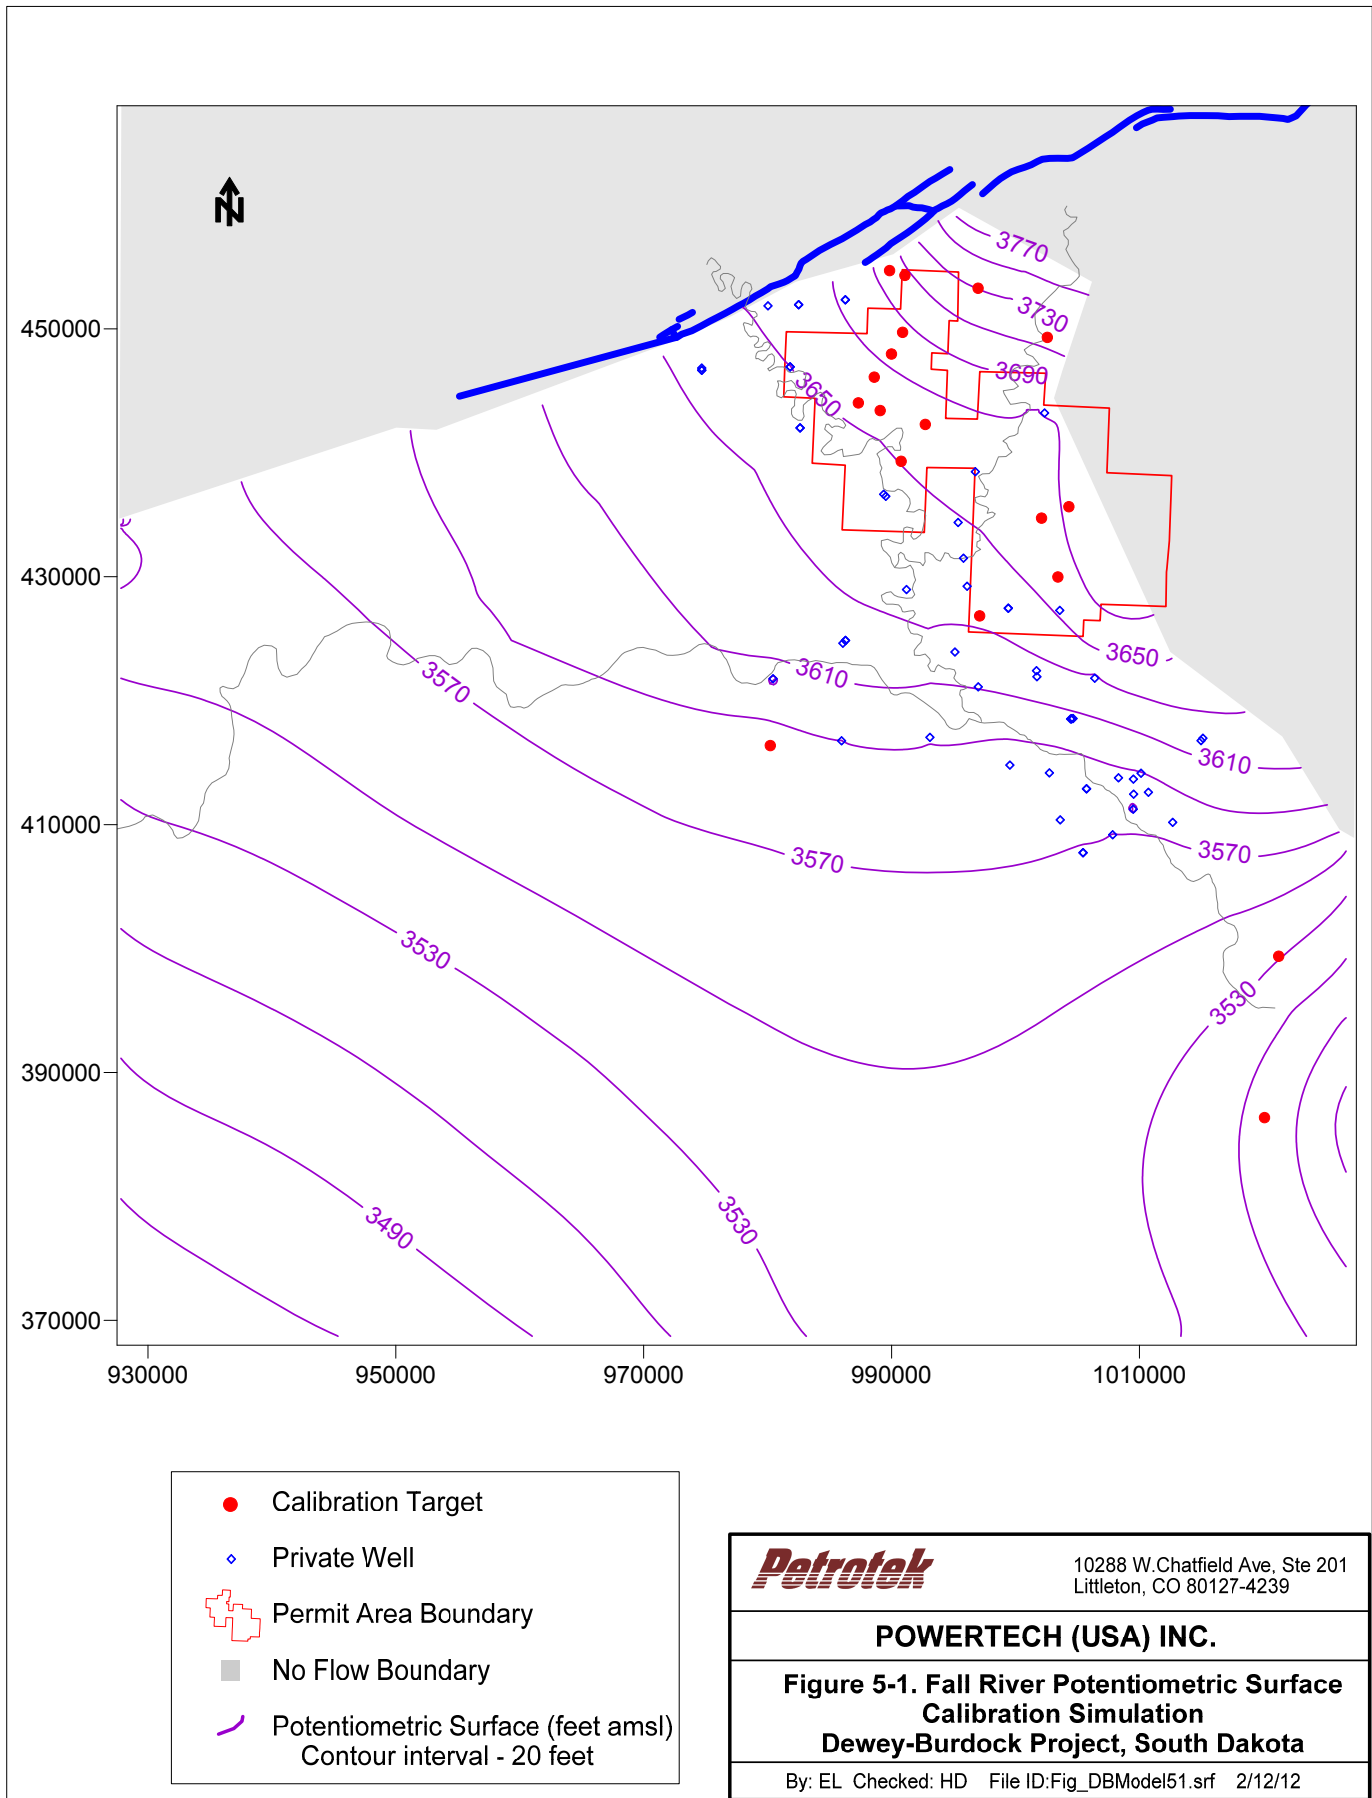 N
3770
3730
3690
3650
3650
3610
3610
3570
3570
3570
3530
3530
3530
3490
450000
430000
410000
390000
370000
930000
950000
970000
990000
1010000
Calibration Target
Private Well
Permit Area Boundary
No Flow Boundary
Potentiometric Surface (feet amsl)
Contour interval - 20 feet
Petrotek
10288 W.Chatfield Ave, Ste 201
Littleton, CO 80127-4239
POWERTECH (USA) INC.
Figure 5-1. Fall River Potentiometric Surface
Calibration Simulation
Dewey-Burdock Project, South Dakota
By: EL Checked: HD File ID:Fig_DBModel51.srf 2/12/12